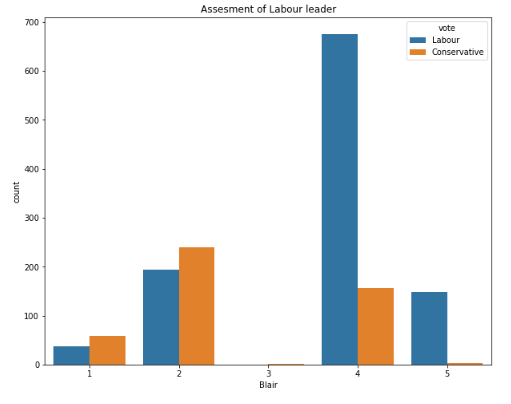 Assesment of Labour leader
vote
Labour
Conservative
700
600
500
400
300
200
100
0
count
1 2 3 4 5
Blair